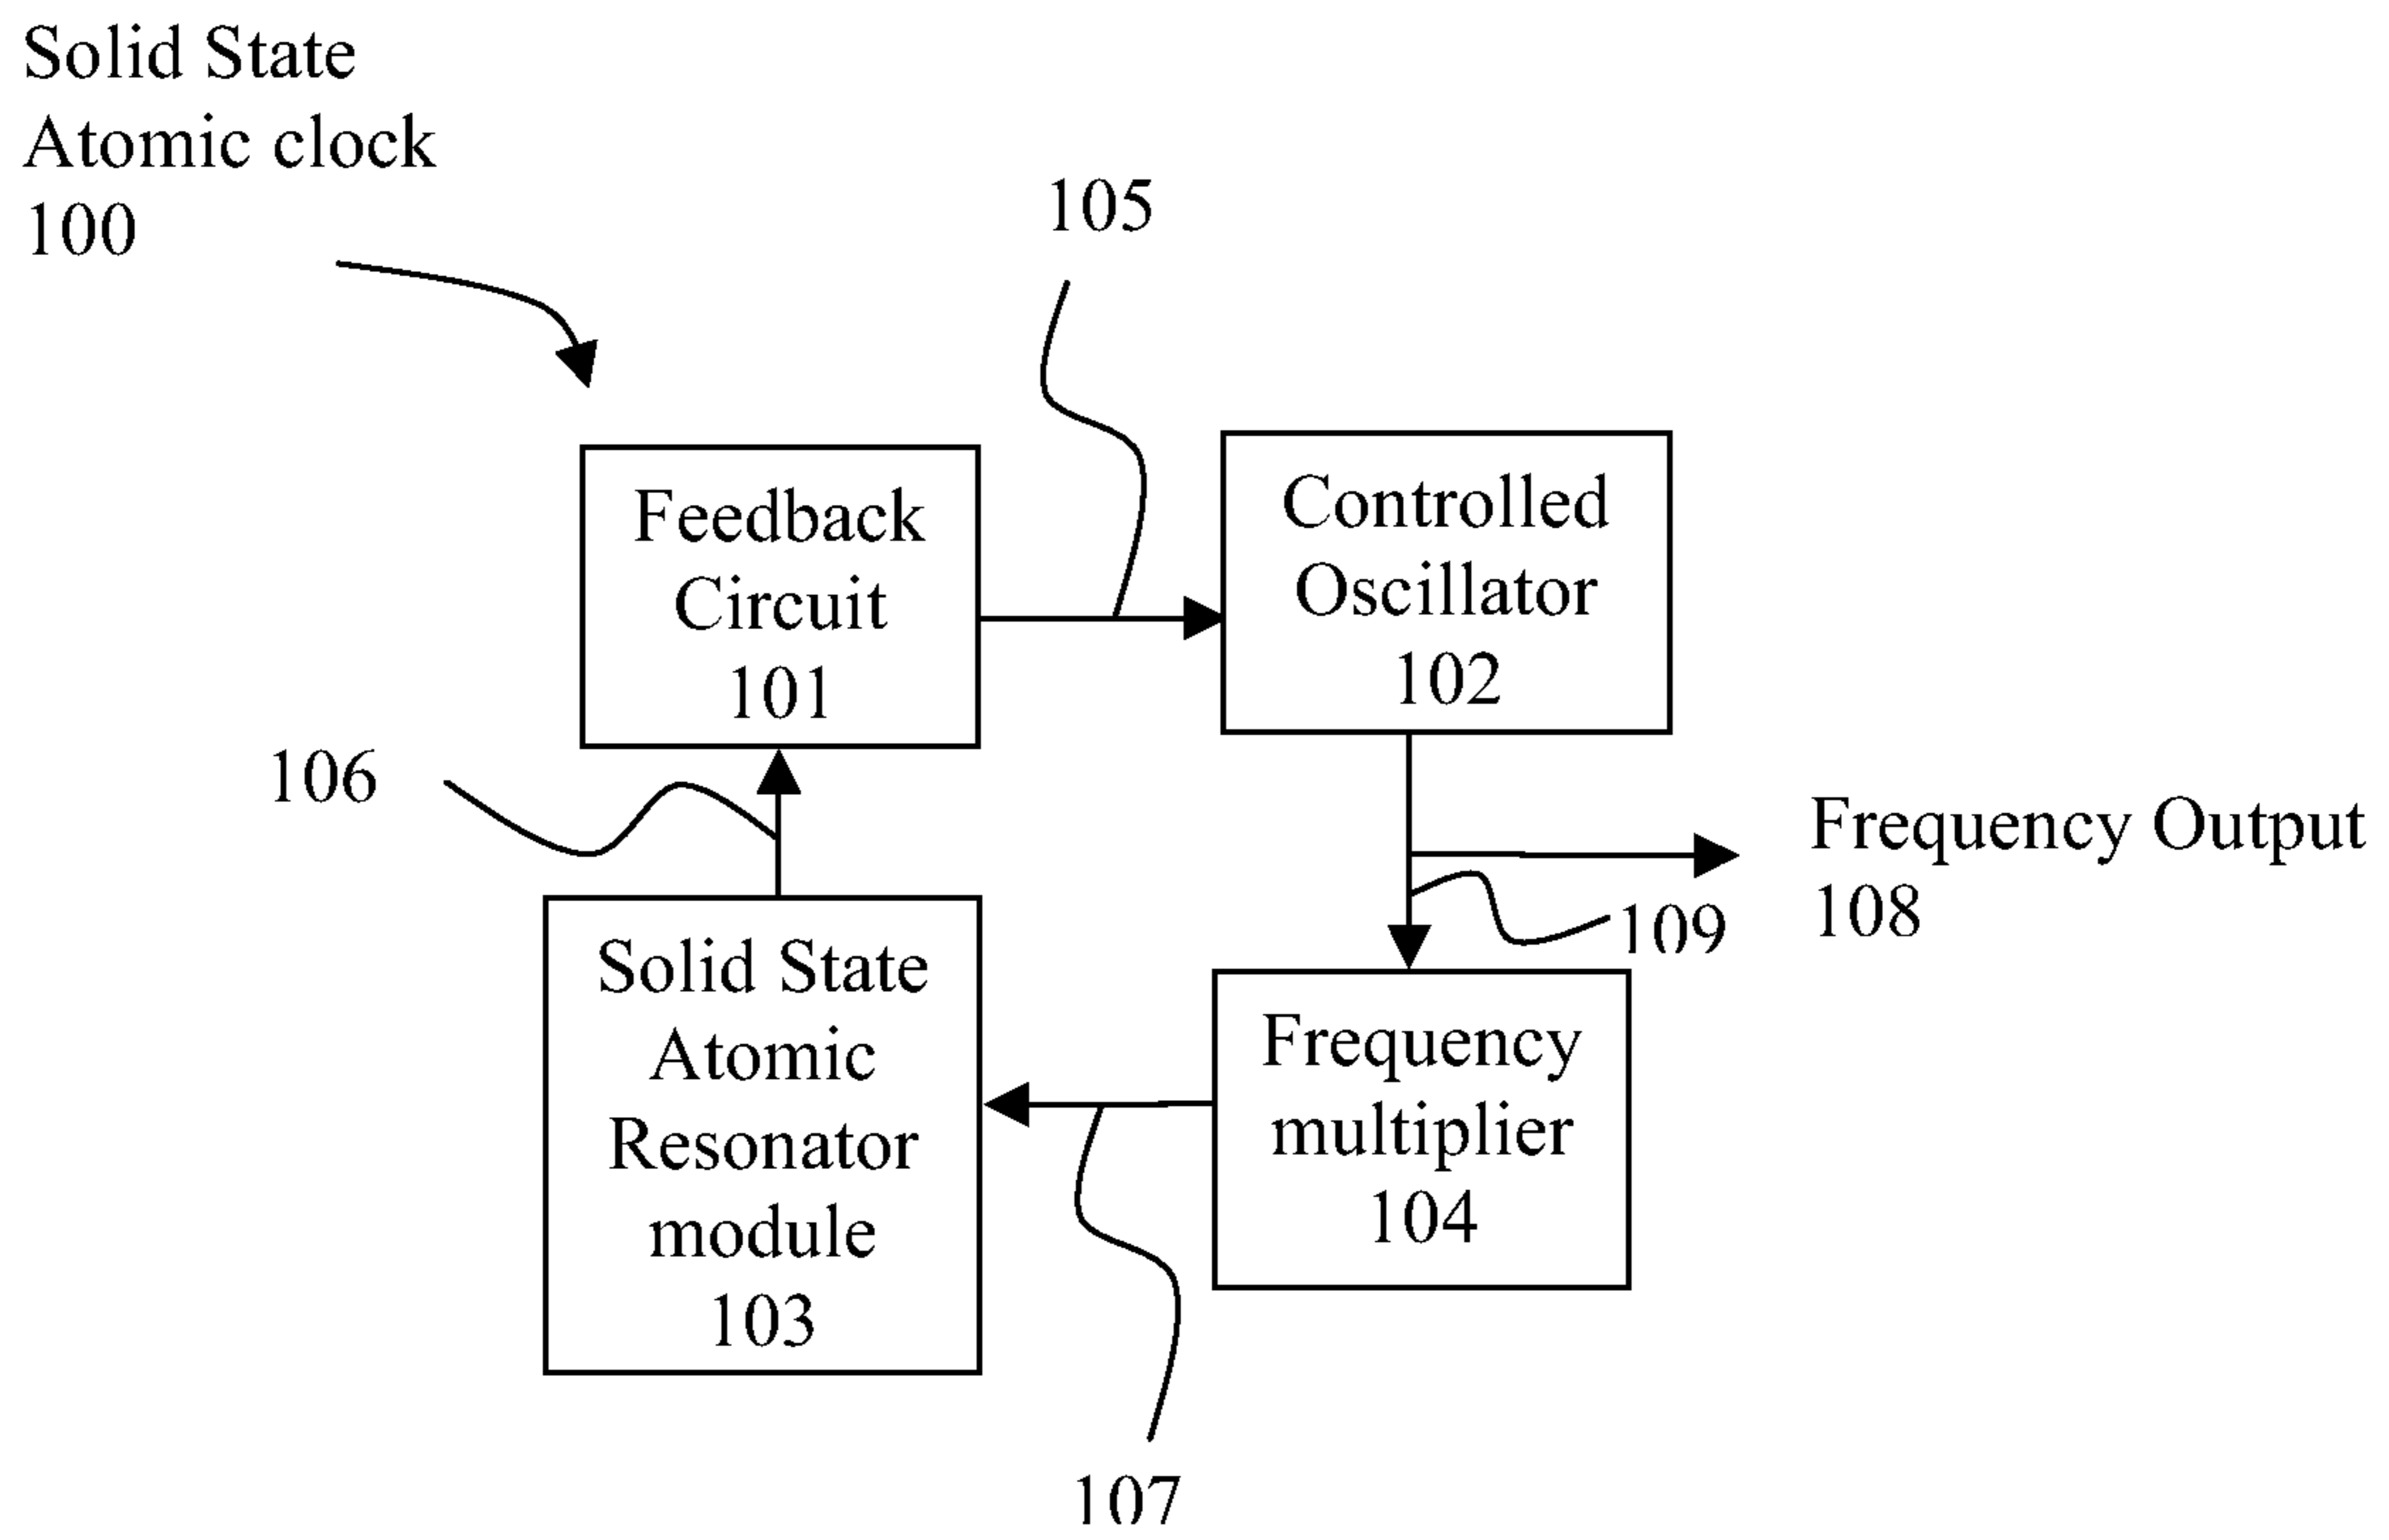 Solid State
Atomic clock
100
105
Feedback
Circuit
101
Controlled
Oscillator
102
106
Frequency Output
108
109
Solid State
Atomic
Resonator
module
103
Frequency
multiplier
104
107